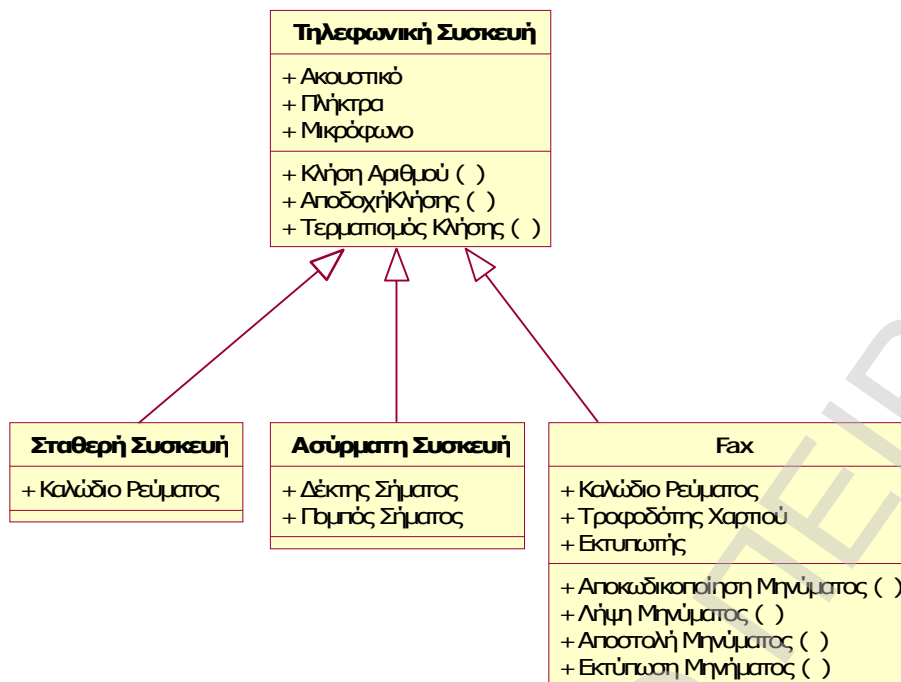 Τηλεφωνική Συσκευή
+ Ακουστικό
+ Πλήκτρα
+ Μικρόφωνο
+ Κλήση Αριθμού ( )
+ ΑποδοχήΚλήσης ( )
+ Τερματισμός Κλήσης ( )
Σταθερή Συσκευή
+ Καλώδιο Ρεύματος
Ασύρματη Συσκευή
+ Δέκτης Σήματος
+ Πομπός Σήματος
Fax
+ Καλώδιο Ρεύματος
+ Τροφοδότης Χαρτιού
+ Εκτυπωτής
+ Αποκωδικοποίηση Μηνύματος ( )
+ Λήψη Μηνύματος ( )
+ Αποστολή Μηνύματος ( )
+ Εκτύπωση Μηνήματος ( )